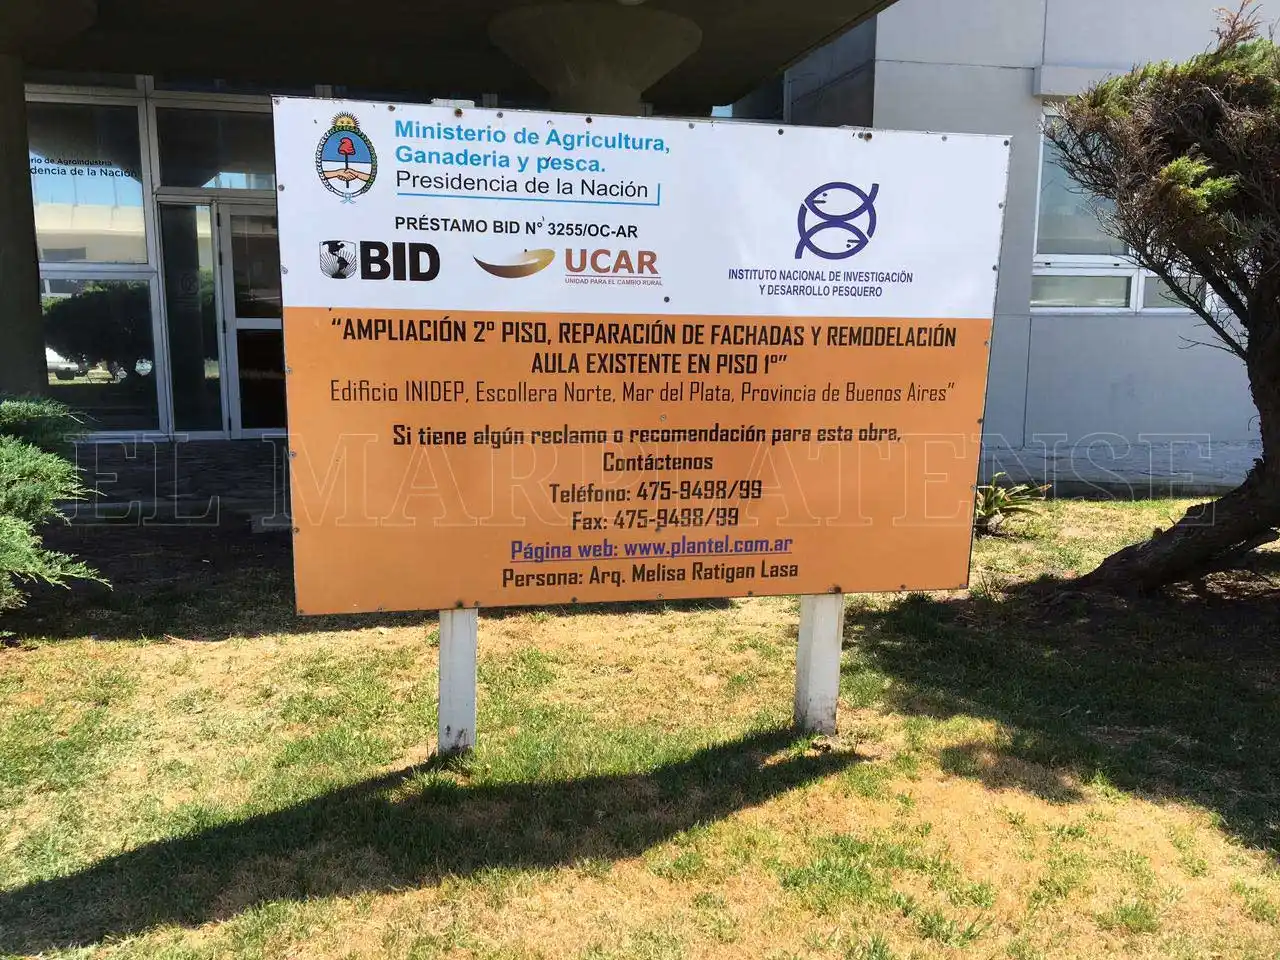 Ministerio de Agricultura,
Ganaderia y pesca.
Presidencia de la Nación
PRÉSTAMO BID N° 3255/OC-AR
BID
UCAR
UNIDAD PARA EL CAMBIO RURAL
INSTITUTO NACIONAL DE INVESTIGACIÓN
Y DESARROLLO PESQUERO
"AMPLIACIÓN 2º PISO, REPARACIÓN DE FACHADAS Y REMODELACIÓN
AULA EXISTENTE EN PISO 1º"
Edificio INIDEP, Escollera Norte, Mar del Plata, Provincia de Buenos Aires"
Si tiene algún reclamo o recomendación para esta obra,
Contáctenos
Teléfono: 475-9498/99
Fax: 475-9498/99
Página web: www.plantel.com.ar
Persona: Arq. Melisa Ratigan Lasa
EL MARPLATENSE
de Agroindustria
dencia de la Nación